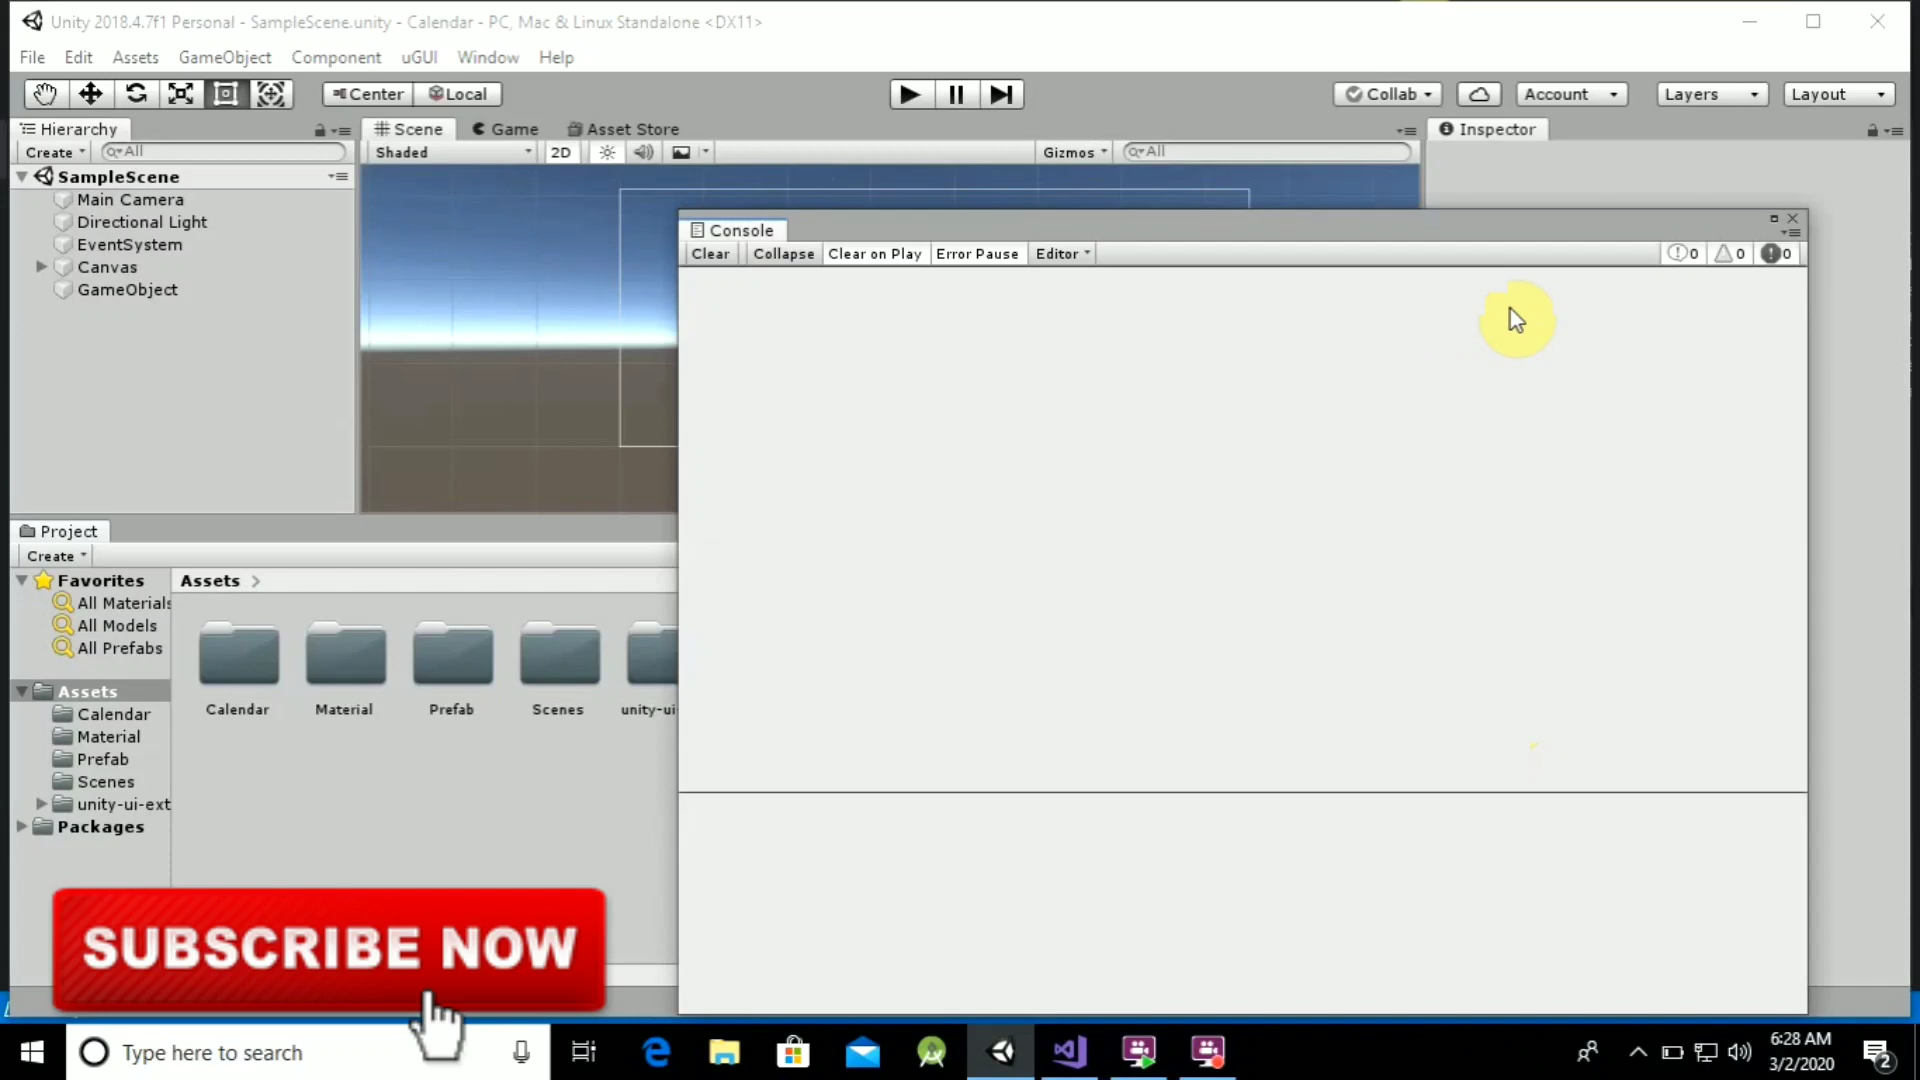 Unity 2018.4.7f1 Personal - SampleScene.unity - Calendar - PC, Mac & Linux Standalone <DX11>
File Edit Assets GameObject Component uGUI Window Help
Center Local Collab Account Layers Layout
Hierarchy Scene Game Asset Store Inspector
Create All Shaded 2D Gizmos All
SampleScene
Main Camera
Directional Light
EventSystem
Canvas
GameObject
Console
Clear Collapse Clear on Play Error Pause Editor 0 0 0
Project
Create
Favorites
All Materials
All Models
All Prefabs
Assets
Calendar
Material
Prefab
Scenes
unity-ui-ext
Packages
Assets >
Calendar Material Prefab Scenes unity-ui
SUBSCRIBE NOW
Type here to search
6:28 AM
3/2/2020
2